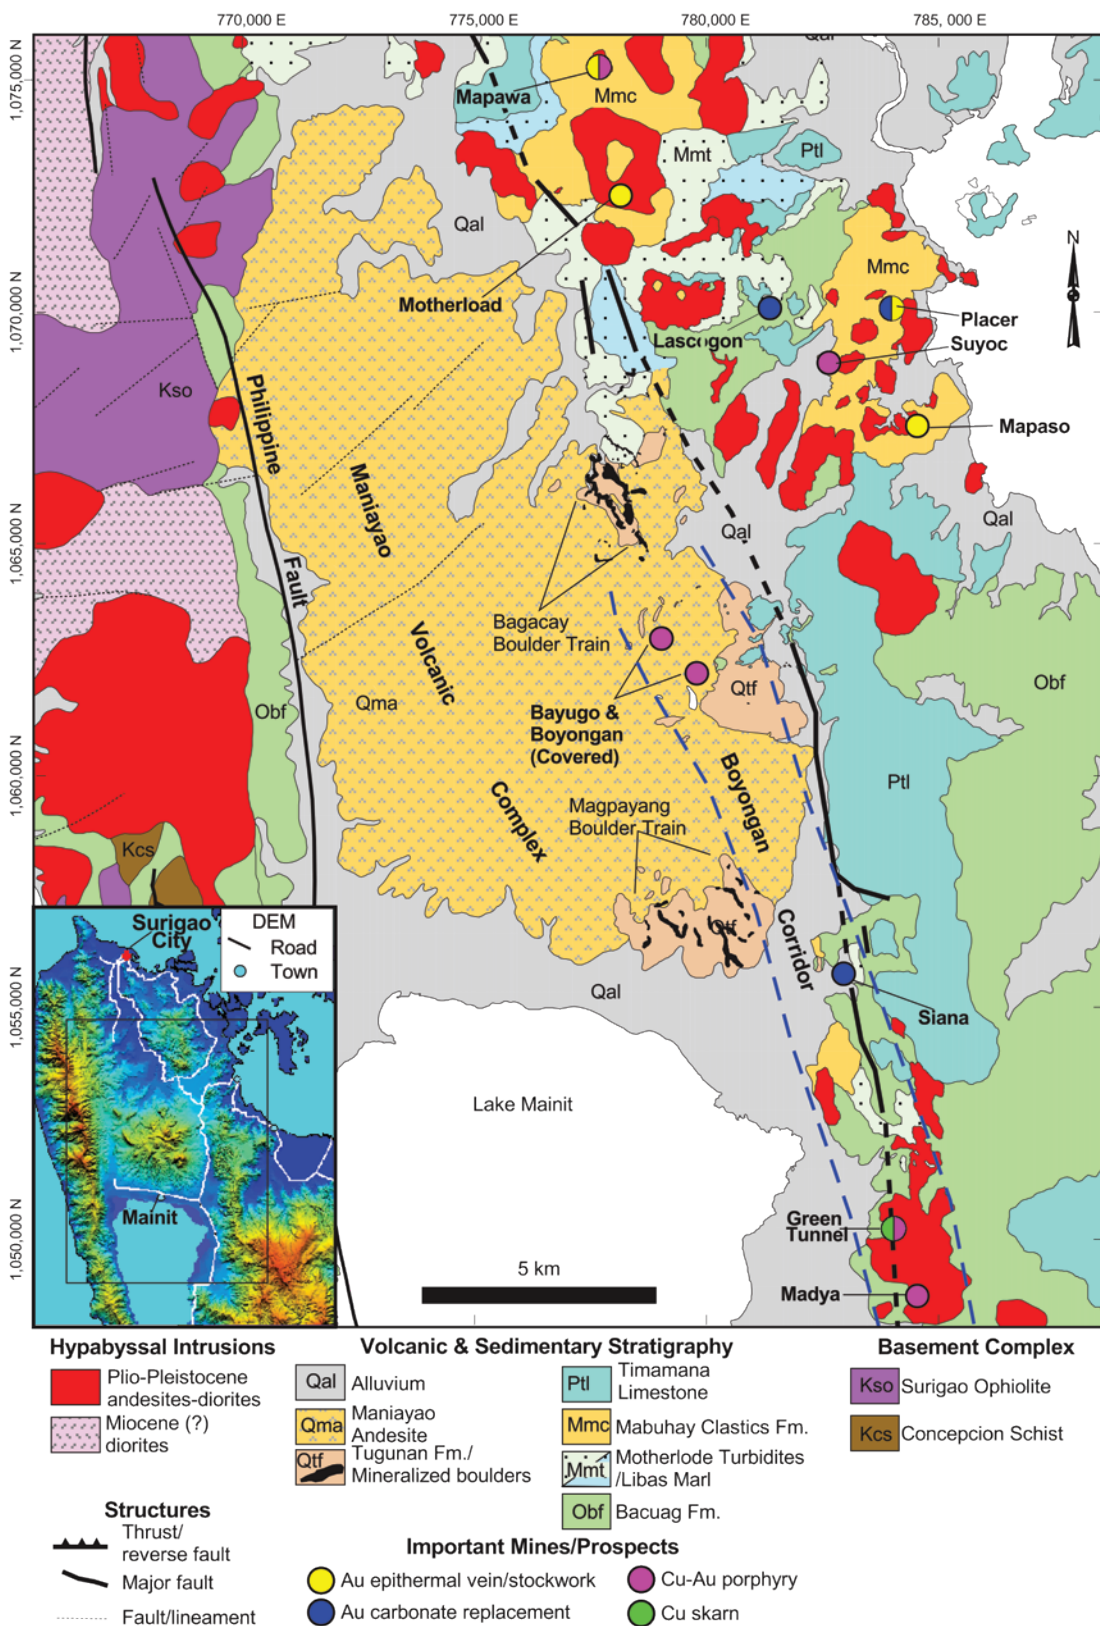 770,000 E
775,000 E
780,000 E
785,000 E
1,075,000 N
1,070,000 N
1,065,000 N
1,060,000 N
1,055,000 N
1,050,000 N
Qal
Mapawa
Mmc
Mmt
Ptl
Qal
Mmc
N
Motherload
Placer
Lascogon
Suyoc
Kso
Mapaso
Philippine
Fault
Maniayao
Volcanic
Complex
Qal
Qal
Bagacay
Boulder Train
Obf
Qma
Qtf
Obf
Bayugo &
Boyongan
(Covered)
Boyongan
Corridor
Ptl
Magpayang
Boulder Train
Kcs
Qtf
Qal
Siana
Surigao
City
DEM
Road
Town
Mainit
Lake Mainit
Green
Tunnel
5 km
Madya
Hypabyssal Intrusions
Plio-Pleistocene
andesites-diorites
Miocene (?)
diorites
Volcanic & Sedimentary Stratigraphy
Qal Alluvium
Qma Maniayao
Andesite
Qtf Tugunan Fm./
Mineralized boulders
Ptl Timamana
Limestone
Mmc Mabuhay Clastics Fm.
Mmt Motherlode Turbidites
/Libas Marl
Obf Bacuag Fm.
Basement Complex
Kso Surigao Ophiolite
Kcs Concepcion Schist
Structures
Thrust/
reverse fault
Major fault
Fault/lineament
Important Mines/Prospects
Au epithermal vein/stockwork
Au carbonate replacement
Cu-Au porphyry
Cu skarn